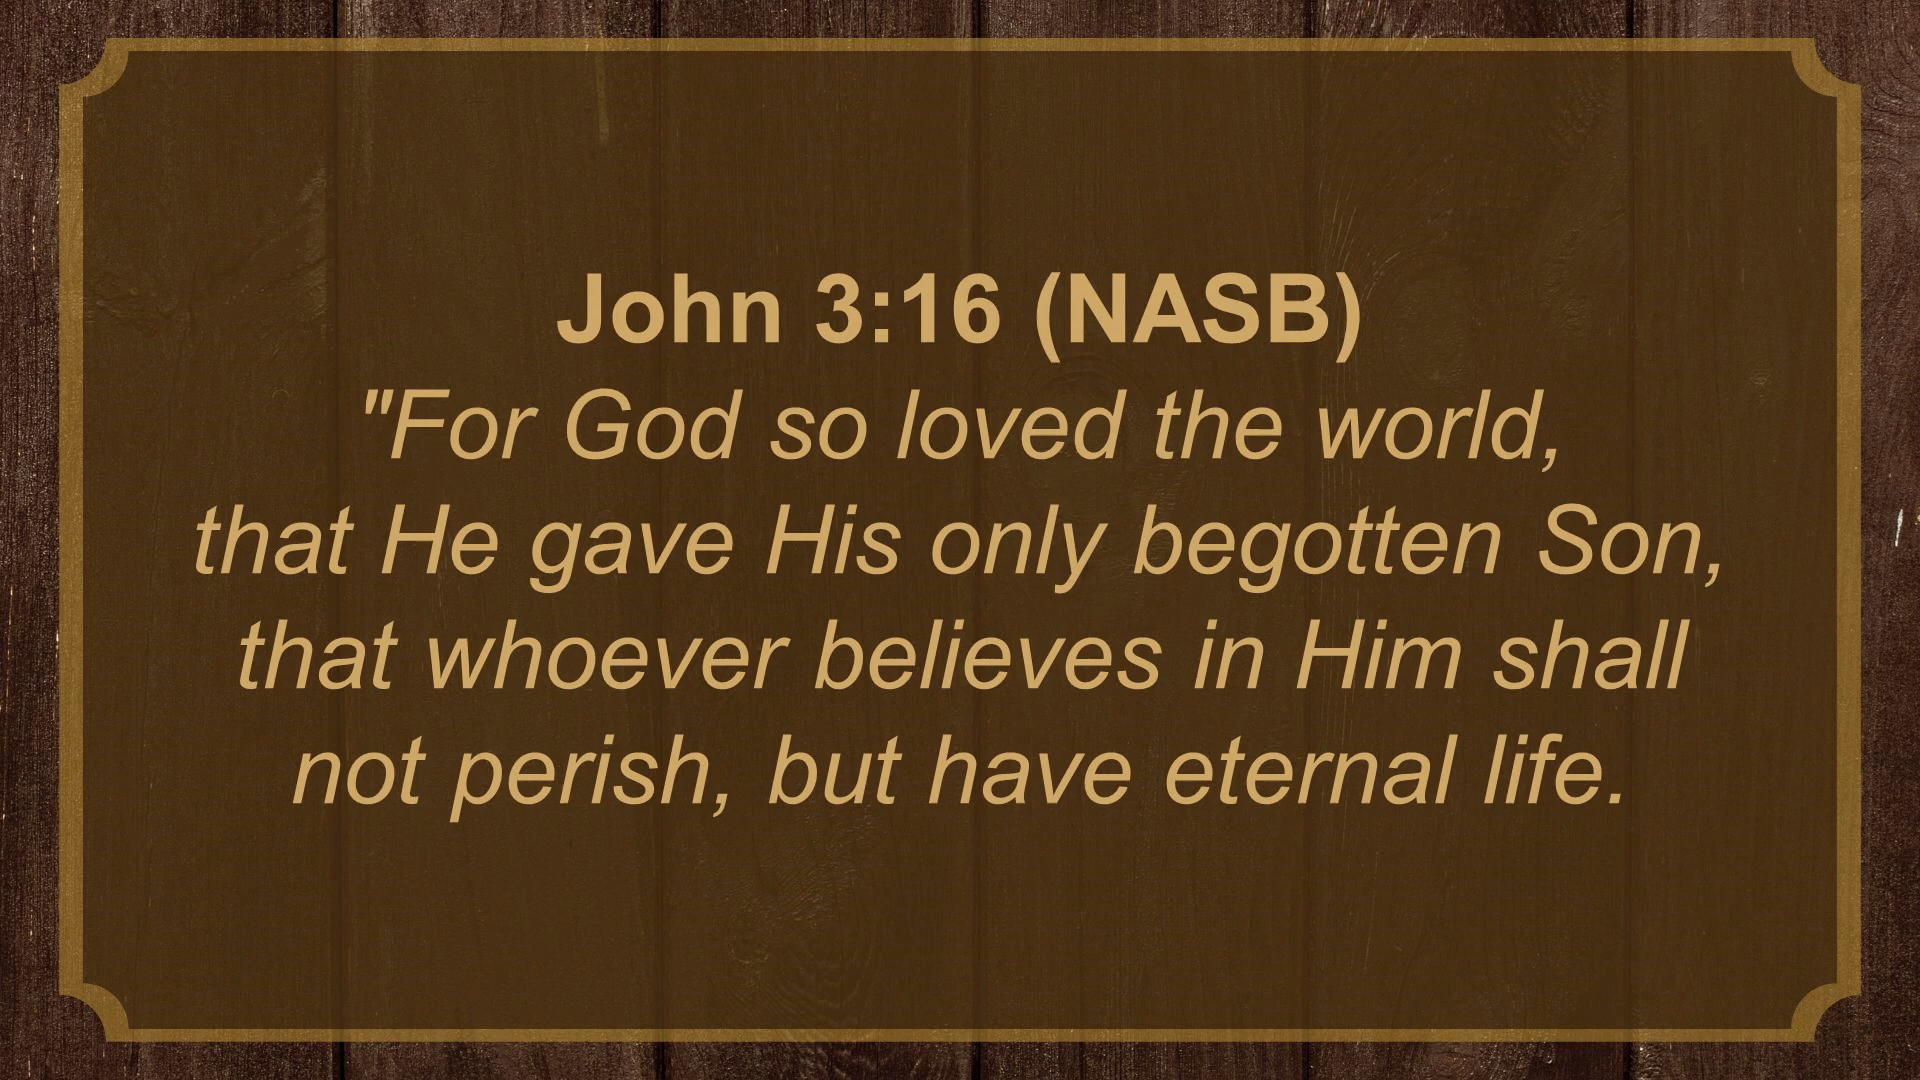 John 3:16 (NASB)
"For God so loved the world,
that He gave His only begotten Son,
that whoever believes in Him shall
not perish, but have eternal life.